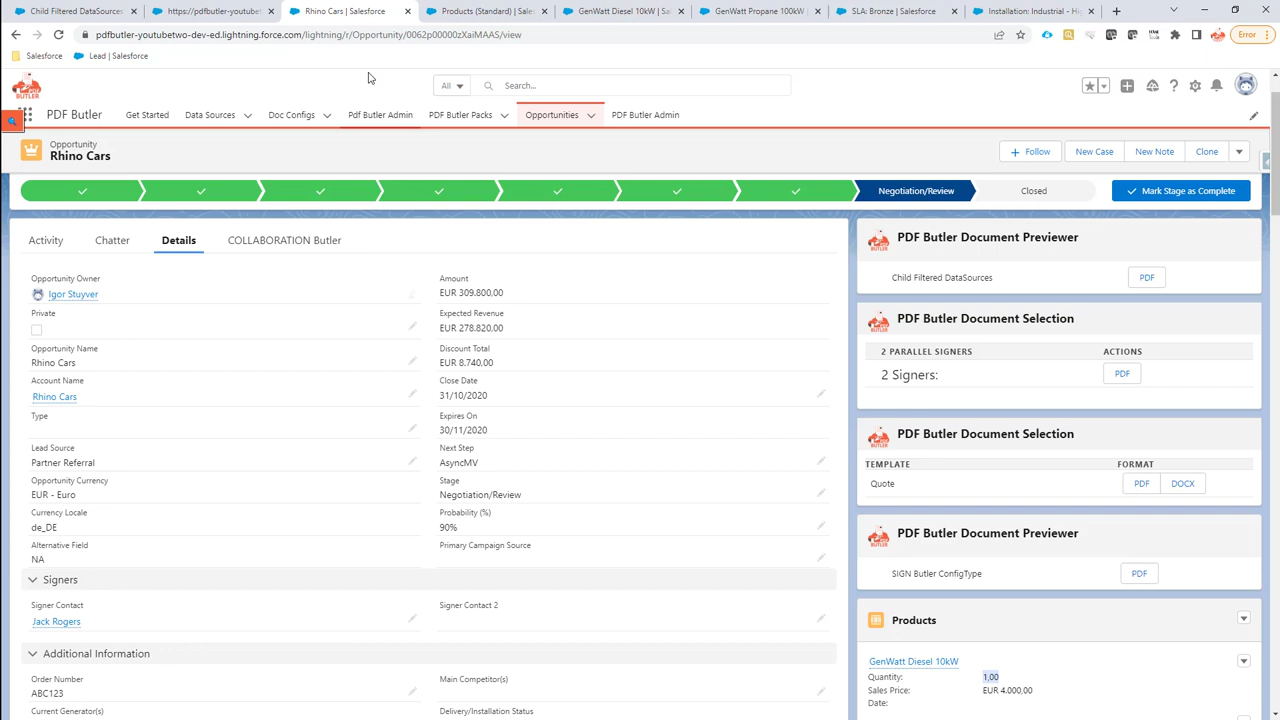 Child Filtered DataSources
https://pdfbutler-youtubet
Rhino Cars | Salesforce
Products (Standard) | Sales
GenWatt Diesel 10kW | Sal
GenWatt Propane 100kW |
SLA: Bronze | Salesforce
Installation: Industrial - Hig
pdfbutler-youtubetwo-dev-ed.lightning.force.com/lightning/r/Opportunity/0062p00000zXaiMAAS/view
Error
Salesforce
Lead | Salesforce
PDF BUTLER
All
Search...
PDF Butler
Get Started
Data Sources
Doc Configs
Pdf Butler Admin
PDF Butler Packs
Opportunities
PDF Butler Admin
Opportunity
Rhino Cars
Follow
New Case
New Note
Clone
Negotiation/Review
Closed
Mark Stage as Complete
Activity
Chatter
Details
COLLABORATION Butler
Opportunity Owner
Igor Stuyver
Private
Opportunity Name
Rhino Cars
Account Name
Rhino Cars
Type
Lead Source
Partner Referral
Opportunity Currency
EUR - Euro
Currency Locale
de_DE
Alternative Field
NA
Amount
EUR 309.800,00
Expected Revenue
EUR 278.820,00
Discount Total
EUR 8.740,00
Close Date
31/10/2020
Expires On
30/11/2020
Next Step
AsyncMV
Stage
Negotiation/Review
Probability (%)
90%
Primary Campaign Source
Signers
Signer Contact
Jack Rogers
Signer Contact 2
Additional Information
Order Number
ABC123
Main Competitor(s)
Current Generator(s)
Delivery/Installation Status
PDF Butler Document Previewer
Child Filtered DataSources
PDF
PDF Butler Document Selection
2 PARALLEL SIGNERS
ACTIONS
2 Signers:
PDF
PDF Butler Document Selection
TEMPLATE
FORMAT
Quote
PDF
DOCX
PDF Butler Document Previewer
SIGN Butler ConfigType
PDF
Products
GenWatt Diesel 10kW
Quantity:
1,00
Sales Price:
EUR 4.000,00
Date: